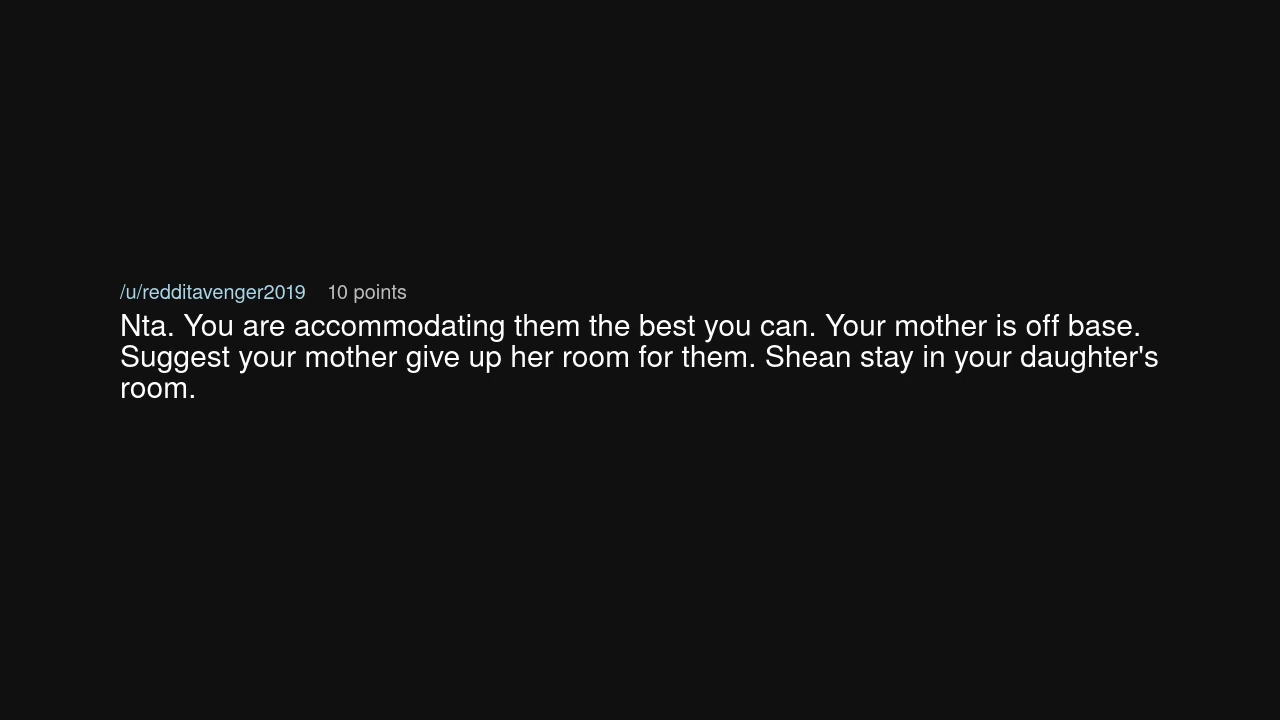 /u/redditavenger2019 10 points
Nta. You are accommodating them the best you can. Your mother is off base.
Suggest your mother give up her room for them. Shean stay in your daughter's
room.